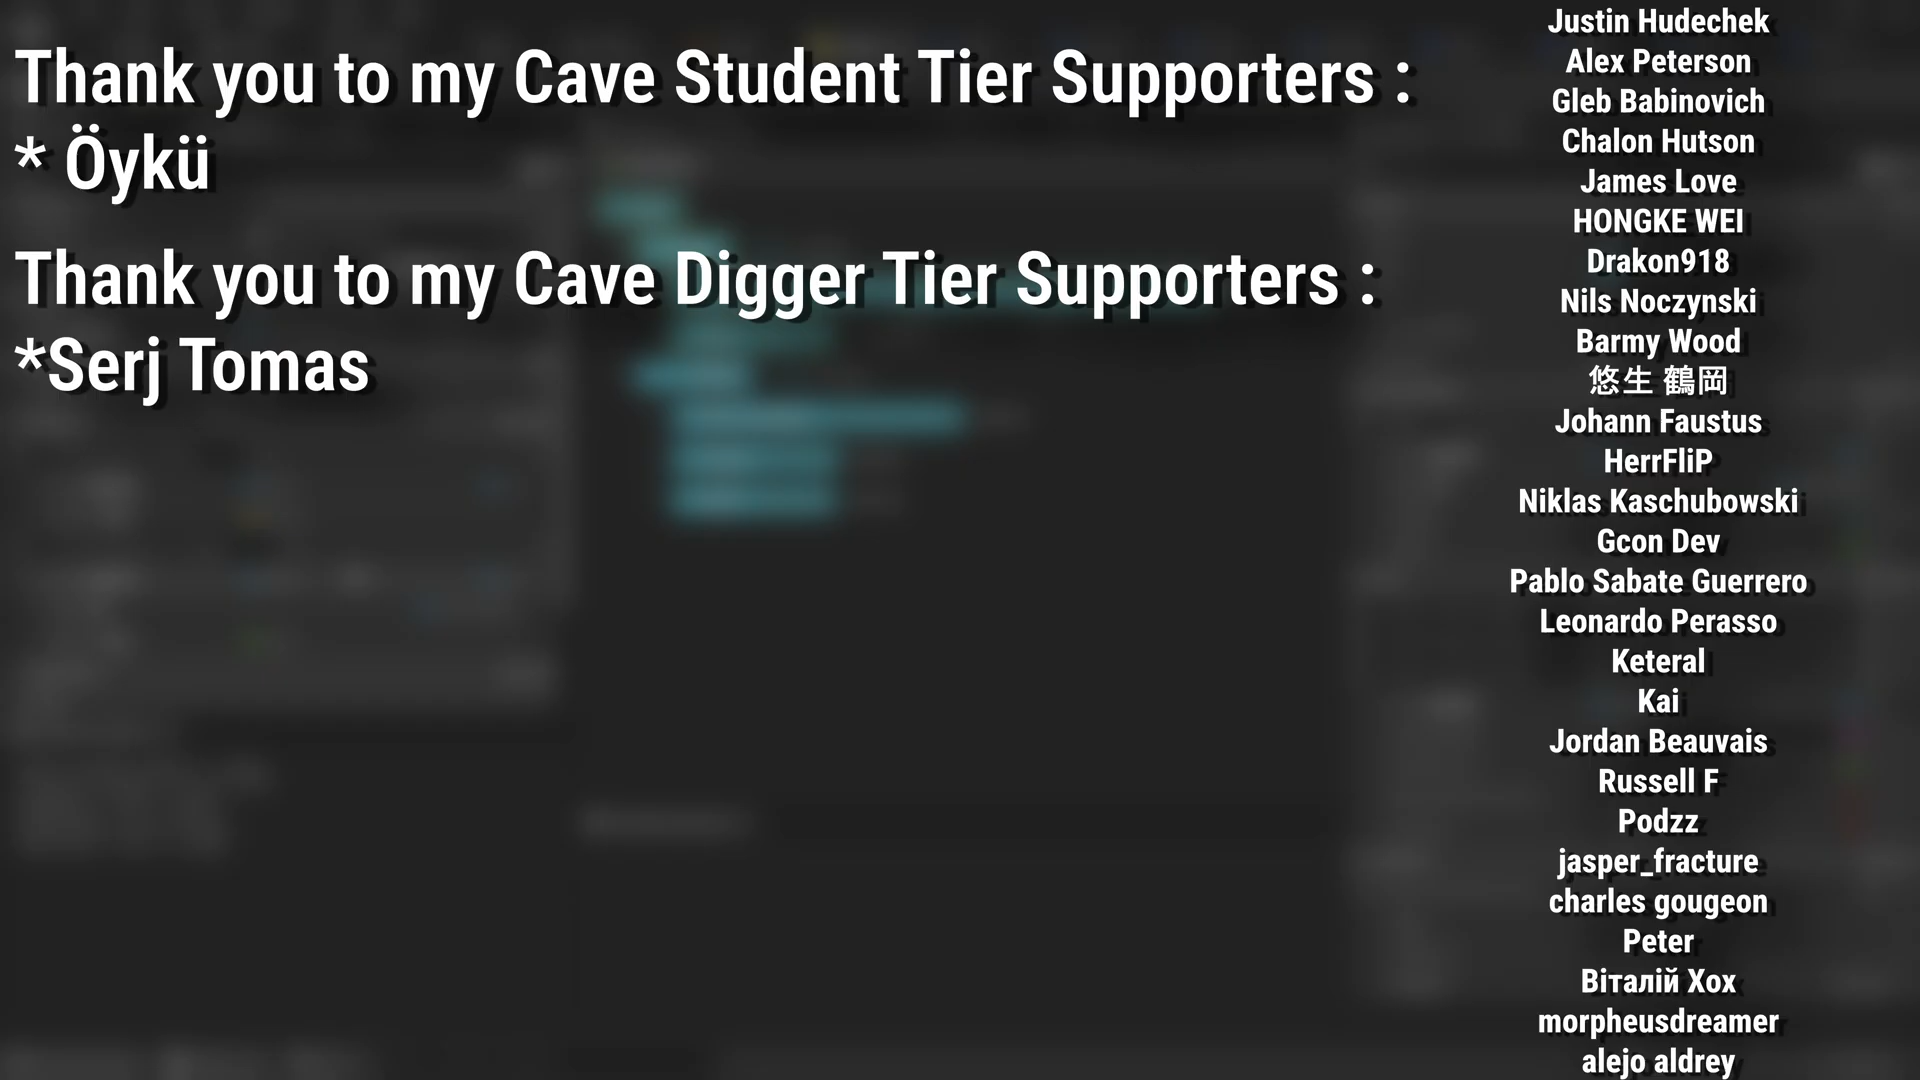 Thank you to my Cave Student Tier Supporters :
* Öykü
Thank you to my Cave Digger Tier Supporters :
*Serj Tomas
Justin Hudechek
Alex Peterson
Gleb Babinovich
Chalon Hutson
James Love
HONGKE WEI
Drakon918
Nils Noczynski
Barmy Wood
悠生 鶴岡
Johann Faustus
HerrFliP
Niklas Kaschubowski
Gcon Dev
Pablo Sabate Guerrero
Leonardo Perasso
Keteral
Kai
Jordan Beauvais
Russell F
Podzz
jasper_fracture
charles gougeon
Peter
Віталій Хох
morpheusdreamer
alejo aldrey